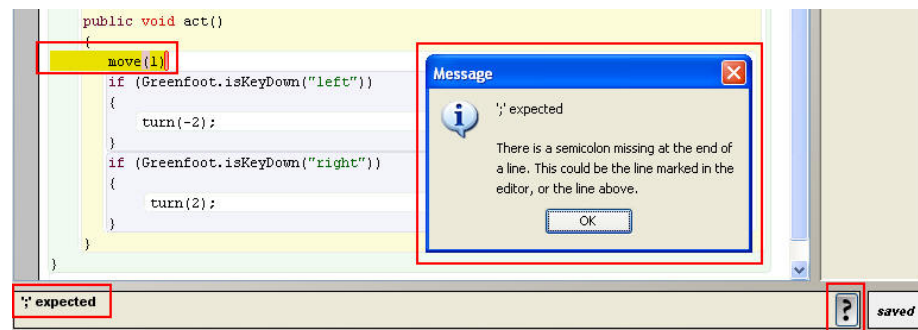 public void act()
{
move(1)
if (Greenfoot.isKeyDown("left"))
{
turn(-2);
}
if (Greenfoot.isKeyDown("right"))
{
turn(2);
}
}
}
Message
';' expected
There is a semicolon missing at the end of
a line. This could be the line marked in the
editor, or the line above.
OK
';' expected
?
saved